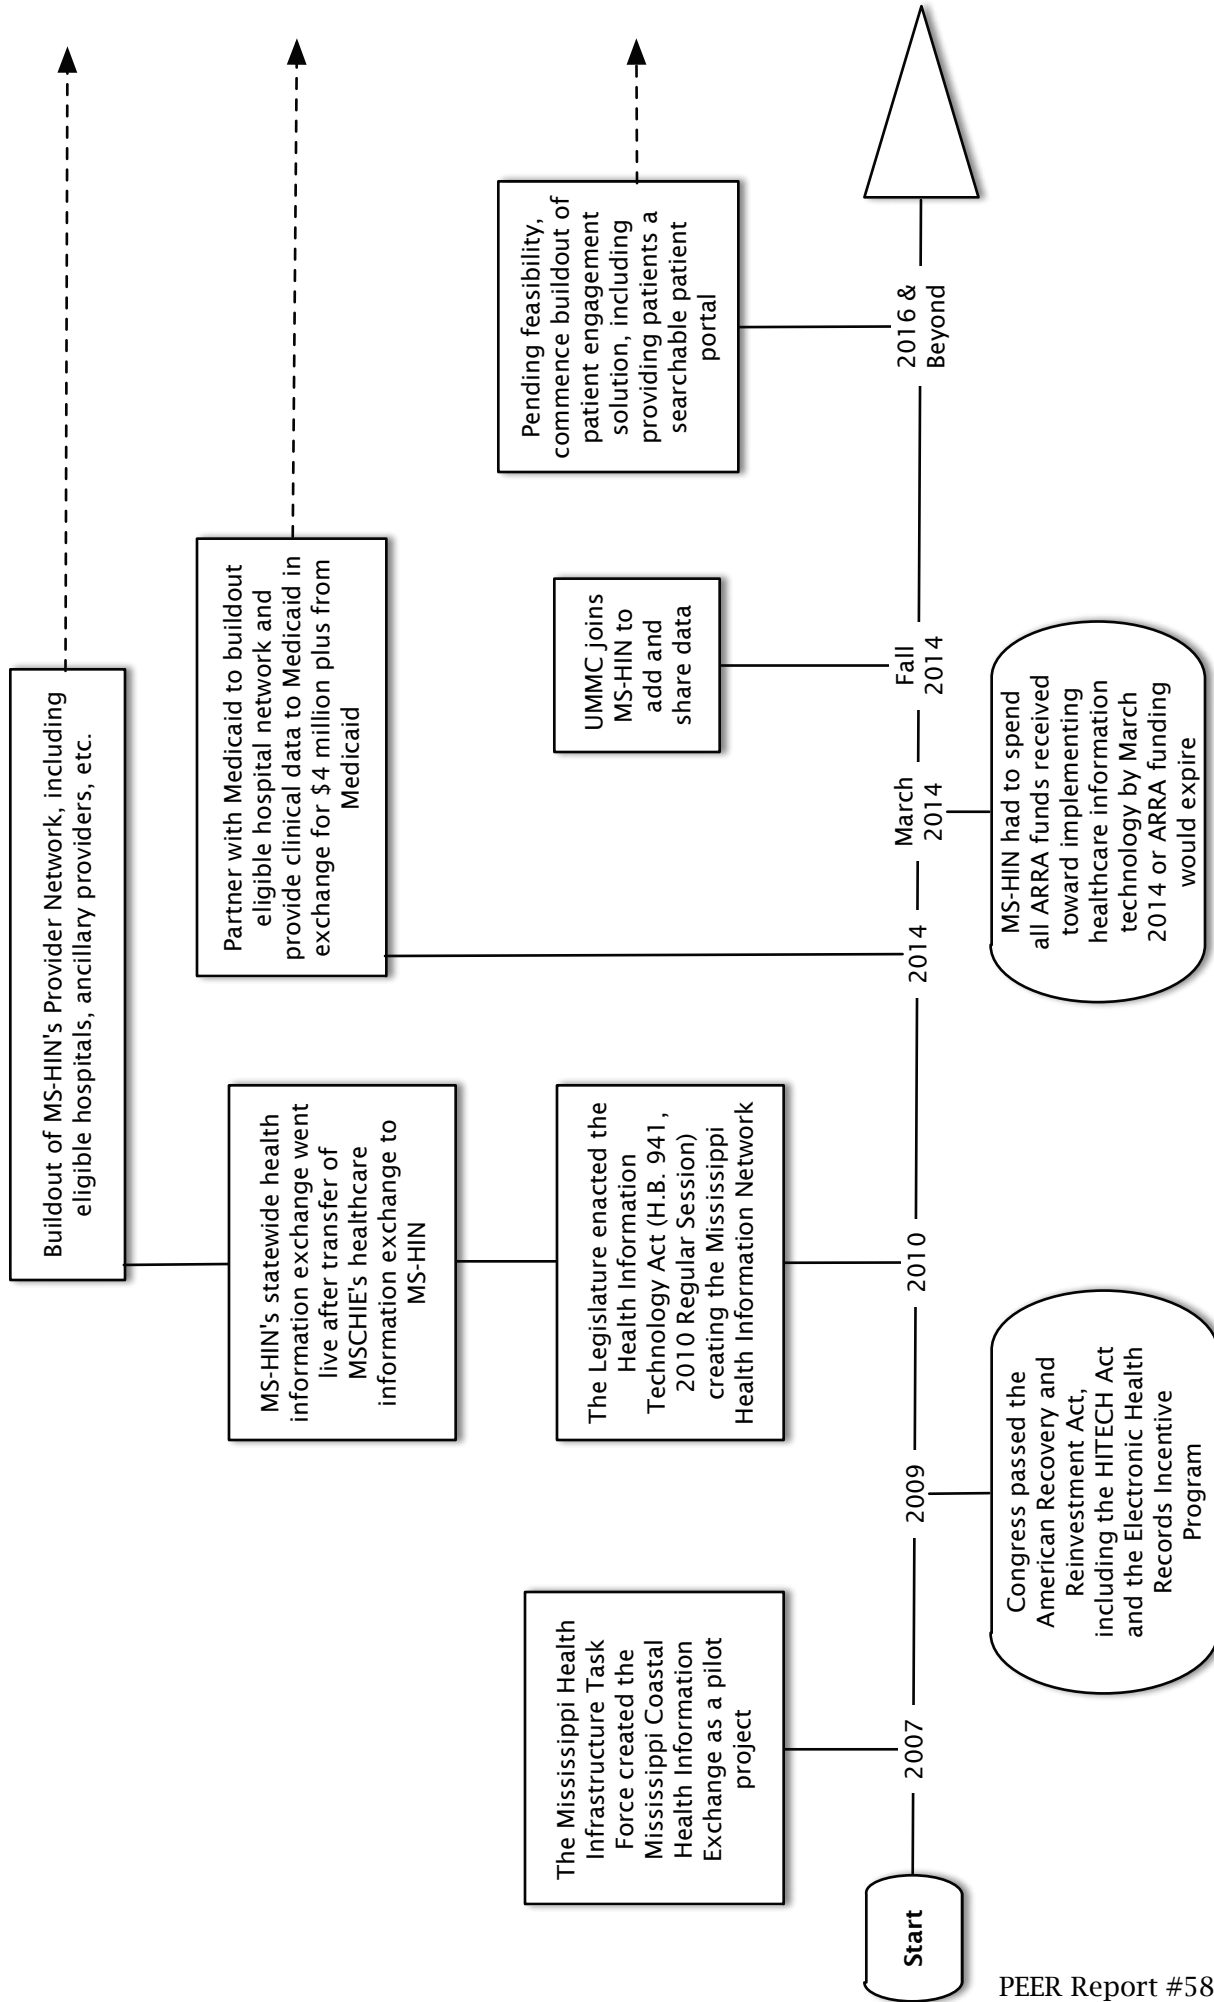 Buildout of MS-HIN's Provider Network, including
eligible hospitals, ancillary providers, etc.
Partner with Medicaid to buildout
eligible hospital network and
provide clinical data to Medicaid in
exchange for $4 million plus from
Medicaid
MS-HIN's statewide health
information exchange went
live after transfer of
MSCHIE's healthcare
information exchange to
MS-HIN
Pending feasibility,
commence buildout of
patient engagement
solution, including
providing patients a
searchable patient
portal
The Mississippi Health
Infrastructure Task
Force created the
Mississippi Coastal
Health Information
Exchange as a pilot
project
The Legislature enacted the
Health Information
Technology Act (H.B. 941,
2010 Regular Session)
creating the Mississippi
Health Information Network
UMMC joins
MS-HIN to
add and
share data
Start
2007
2009
2010
2014
March
2014
Fall
2014
2016 &
Beyond
Congress passed the
American Recovery and
Reinvestment Act,
including the HITECH Act
and the Electronic Health
Records Incentive
Program
MS-HIN had to spend
all ARRA funds received
toward implementing
healthcare information
technology by March
2014 or ARRA funding
would expire
PEER Report #58